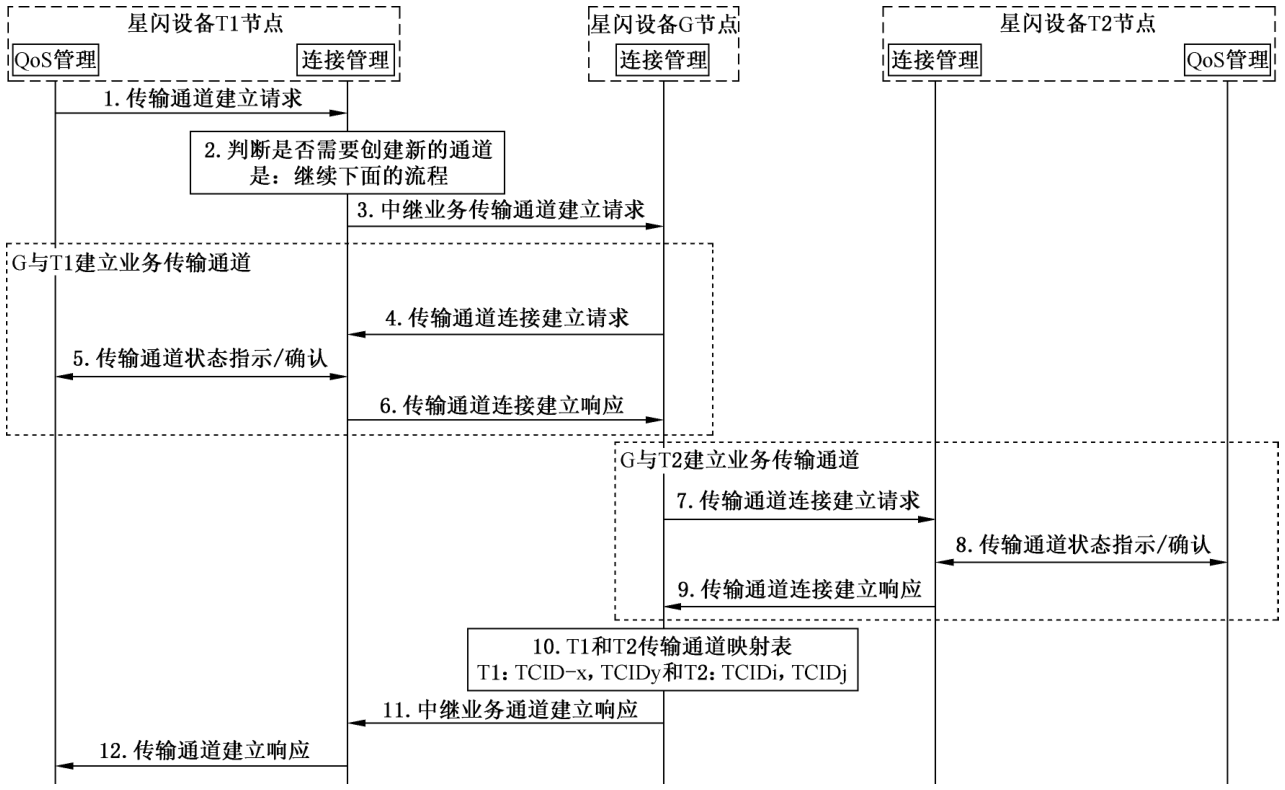 星闪设备T1节点
星闪设备G节点
星闪设备T2节点
QoS管理
连接管理
连接管理
连接管理
QoS管理
1.传输通道建立请求
2.判断是否需要创建新的通道
是：继续下面的流程
3.中继业务传输通道建立请求
G与T1建立业务传输通道
4.传输通道连接建立请求
5.传输通道状态指示/确认
6.传输通道连接建立响应
G与T2建立业务传输通道
7.传输通道连接建立请求
8.传输通道状态指示/确认
9.传输通道连接建立响应
10.T1和T2传输通道映射表
T1：TCID-x，TCIDy和T2：TCIDi，TCIDj
11.中继业务通道建立响应
12.传输通道建立响应